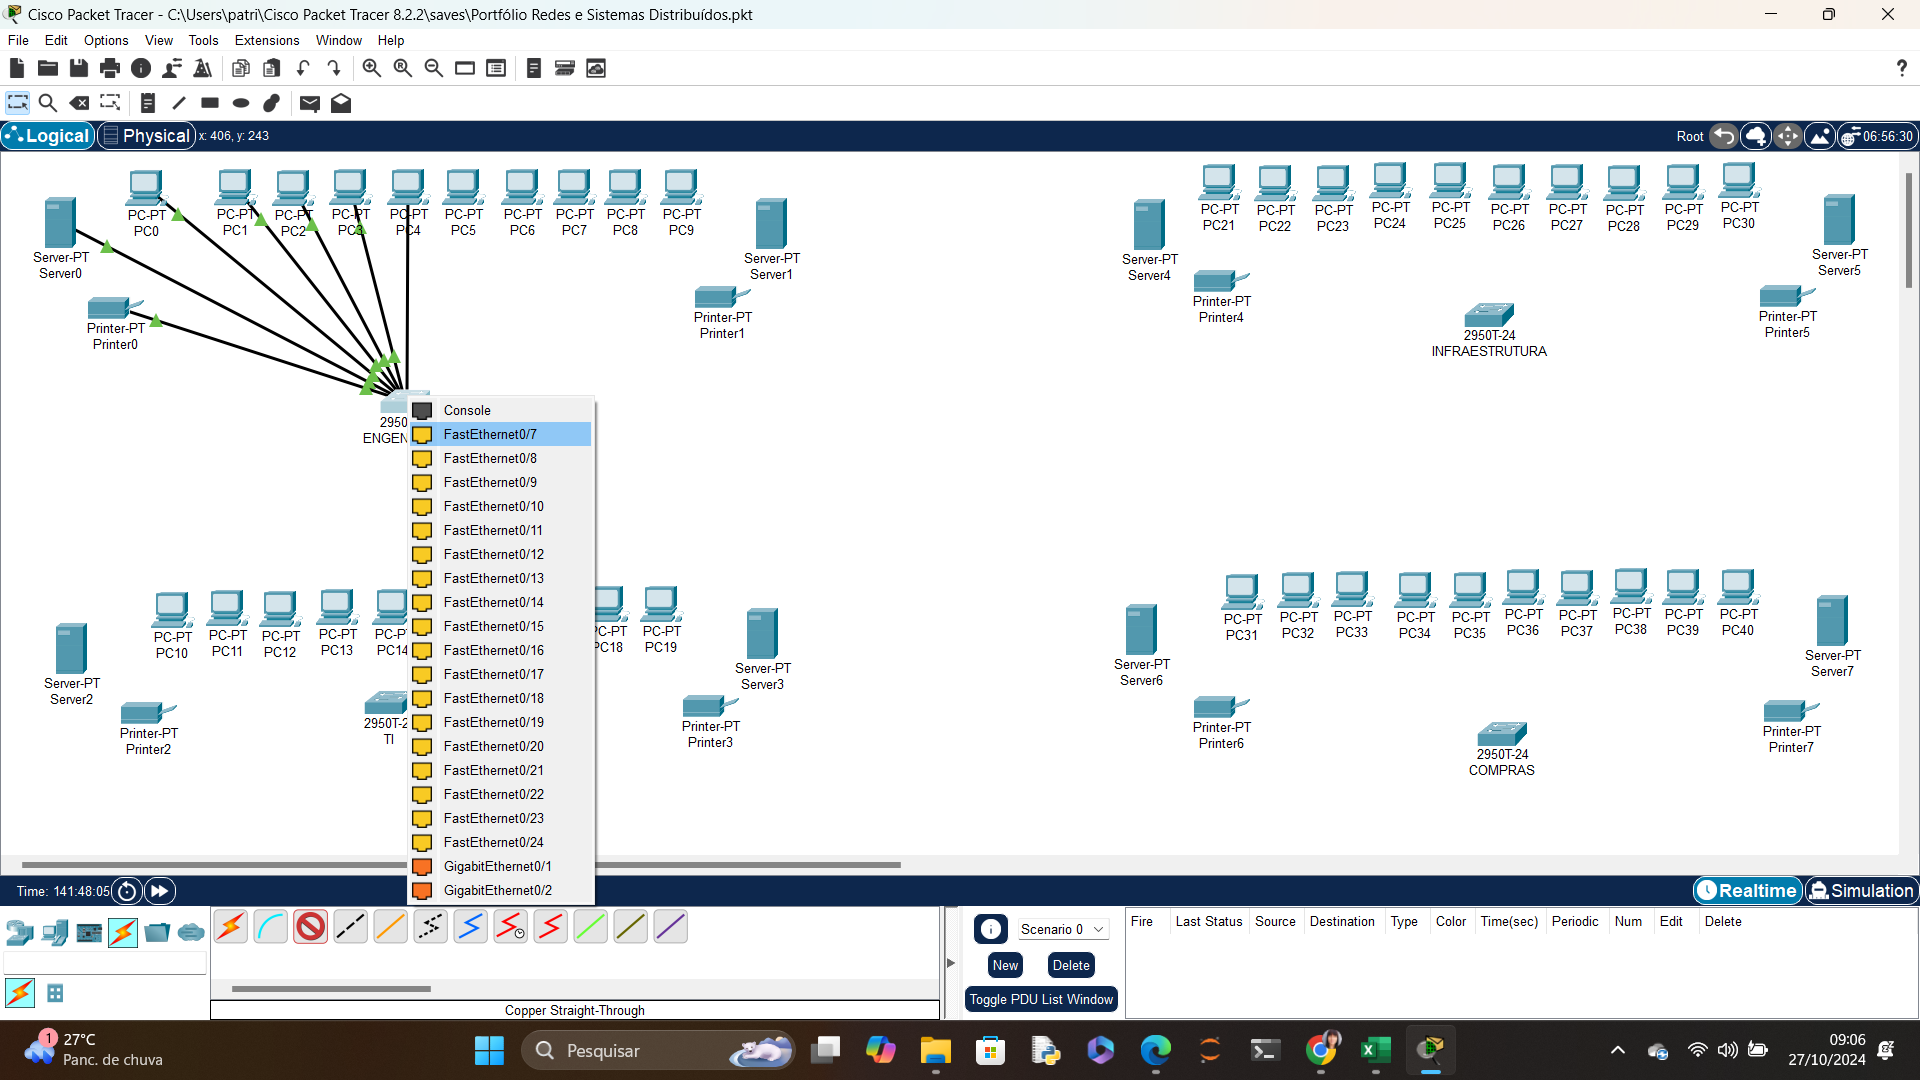 Cisco Packet Tracer - C:\Users\patri\Cisco Packet Tracer 8.2.2\saves\Portfólio Redes e Sistemas Distribuídos.pkt
File Edit Options View Tools Extensions Window Help
Logical Physical x: 406, y: 243 Root 06:56:30
PC-PT PC0
PC-PT PC1
PC-PT PC2
PC-PT PC3
PC-PT PC4
PC-PT PC5
PC-PT PC6
PC-PT PC7
PC-PT PC8
PC-PT PC9
Server-PT Server0
Printer-PT Printer0
Server-PT Server1
Printer-PT Printer1
PC-PT PC21
PC-PT PC22
PC-PT PC23
PC-PT PC24
PC-PT PC25
PC-PT PC26
PC-PT PC27
PC-PT PC28
PC-PT PC29
PC-PT PC30
Server-PT Server4
Printer-PT Printer4
2950T-24 INFRAESTRUTURA
Server-PT Server5
Printer-PT Printer5
2950
ENGEN
Console
FastEthernet0/7
FastEthernet0/8
FastEthernet0/9
FastEthernet0/10
FastEthernet0/11
FastEthernet0/12
FastEthernet0/13
FastEthernet0/14
FastEthernet0/15
FastEthernet0/16
FastEthernet0/17
FastEthernet0/18
FastEthernet0/19
FastEthernet0/20
FastEthernet0/21
FastEthernet0/22
FastEthernet0/23
FastEthernet0/24
GigabitEthernet0/1
GigabitEthernet0/2
PC-PT PC10
PC-PT PC11
PC-PT PC12
PC-PT PC13
PC-PT PC14
PC-PT PC18
PC-PT PC19
Server-PT Server2
Printer-PT Printer2
2950T-2
TI
Server-PT Server3
Printer-PT Printer3
PC-PT PC31
PC-PT PC32
PC-PT PC33
PC-PT PC34
PC-PT PC35
PC-PT PC36
PC-PT PC37
PC-PT PC38
PC-PT PC39
PC-PT PC40
Server-PT Server6
Printer-PT Printer6
2950T-24 COMPRAS
Server-PT Server7
Printer-PT Printer7
Time: 141:48:05
Realtime Simulation
Scenario 0
New Delete
Toggle PDU List Window
Fire Last Status Source Destination Type Color Time(sec) Periodic Num Edit Delete
Copper Straight-Through
1
27°C
Panc. de chuva
Pesquisar
09:06
27/10/2024